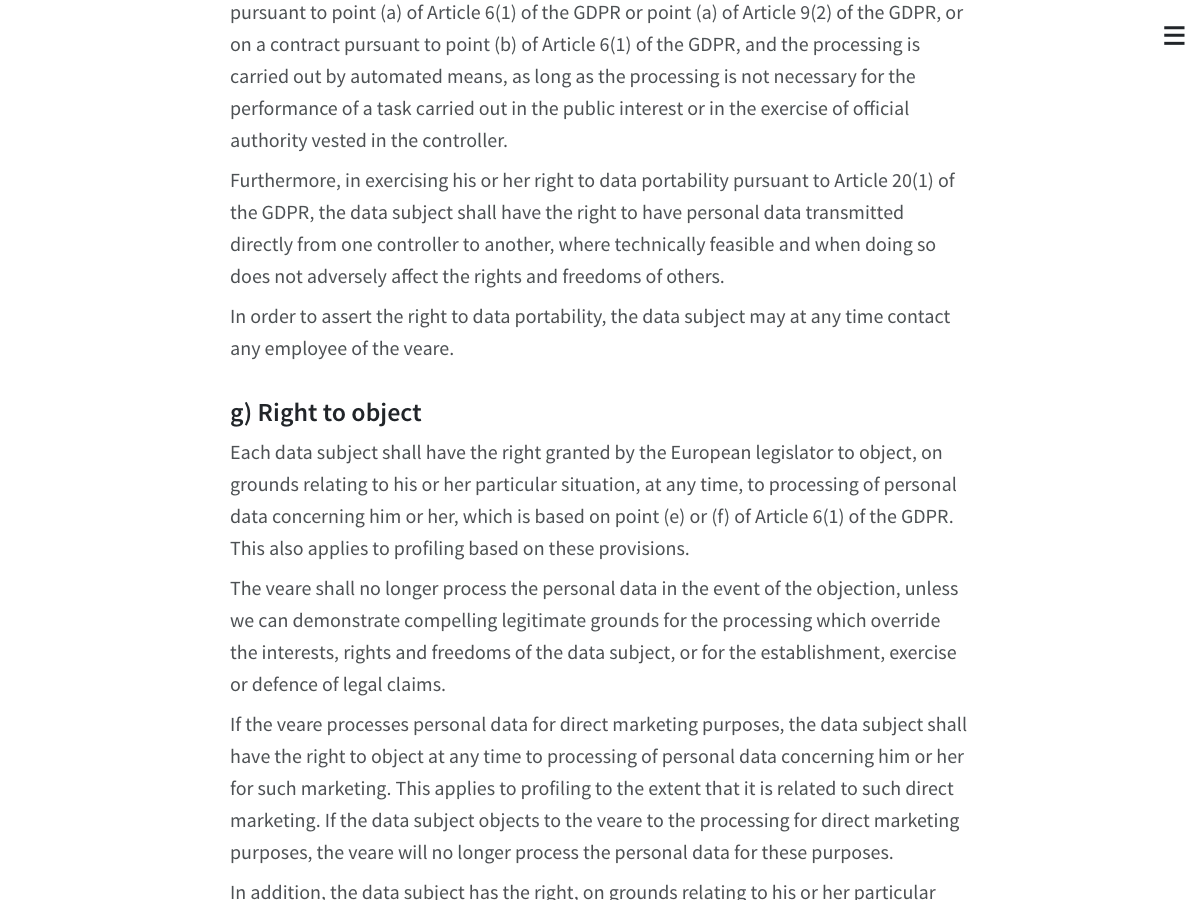 pursuant to point (a) of Article 6(1) of the GDPR or point (a) of Article 9(2) of the GDPR, or
on a contract pursuant to point (b) of Article 6(1) of the GDPR, and the processing is
carried out by automated means, as long as the processing is not necessary for the
performance of a task carried out in the public interest or in the exercise of official
authority vested in the controller.
Furthermore, in exercising his or her right to data portability pursuant to Article 20(1) of
the GDPR, the data subject shall have the right to have personal data transmitted
directly from one controller to another, where technically feasible and when doing so
does not adversely affect the rights and freedoms of others.
In order to assert the right to data portability, the data subject may at any time contact
any employee of the veare.
g) Right to object
Each data subject shall have the right granted by the European legislator to object, on
grounds relating to his or her particular situation, at any time, to processing of personal
data concerning him or her, which is based on point (e) or (f) of Article 6(1) of the GDPR.
This also applies to profiling based on these provisions.
The veare shall no longer process the personal data in the event of the objection, unless
we can demonstrate compelling legitimate grounds for the processing which override
the interests, rights and freedoms of the data subject, or for the establishment, exercise
or defence of legal claims.
If the veare processes personal data for direct marketing purposes, the data subject shall
have the right to object at any time to processing of personal data concerning him or her
for such marketing. This applies to profiling to the extent that it is related to such direct
marketing. If the data subject objects to the veare to the processing for direct marketing
purposes, the veare will no longer process the personal data for these purposes.
In addition, the data subject has the right, on grounds relating to his or her particular